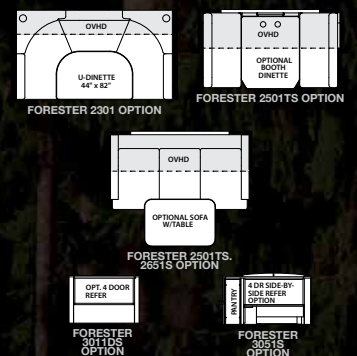 OVHD
U-DINETTE
44" x 82"
FORESTER 2301 OPTION
OVHD
OPTIONAL
BOOTH
DINETTE
FORESTER 2501TS OPTION
OVHD
OPTIONAL SOFA
W/TABLE
FORESTER 2501TS.
2651S OPTION
OPT. 4 DOOR
REFER
FORESTER
3011DS
OPTION
PANTRY
4 DR SIDE-BY-
SIDE REFER
OPTION
FORESTER
3051S
OPTION